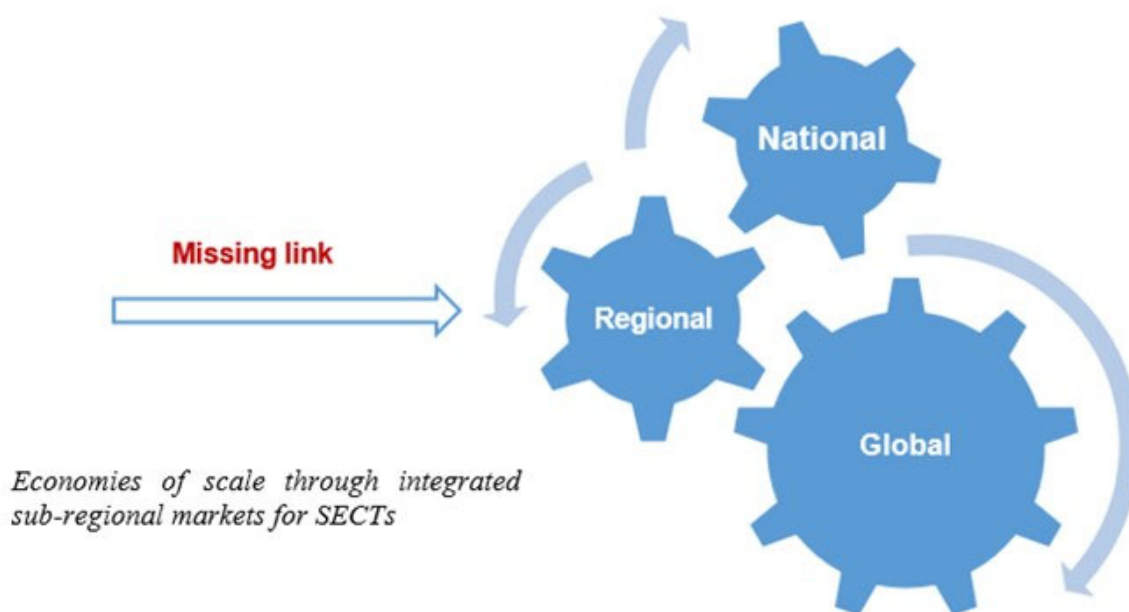 National
Missing link
Regional
Global
Economies of scale through integrated
sub-regional markets for SECTs